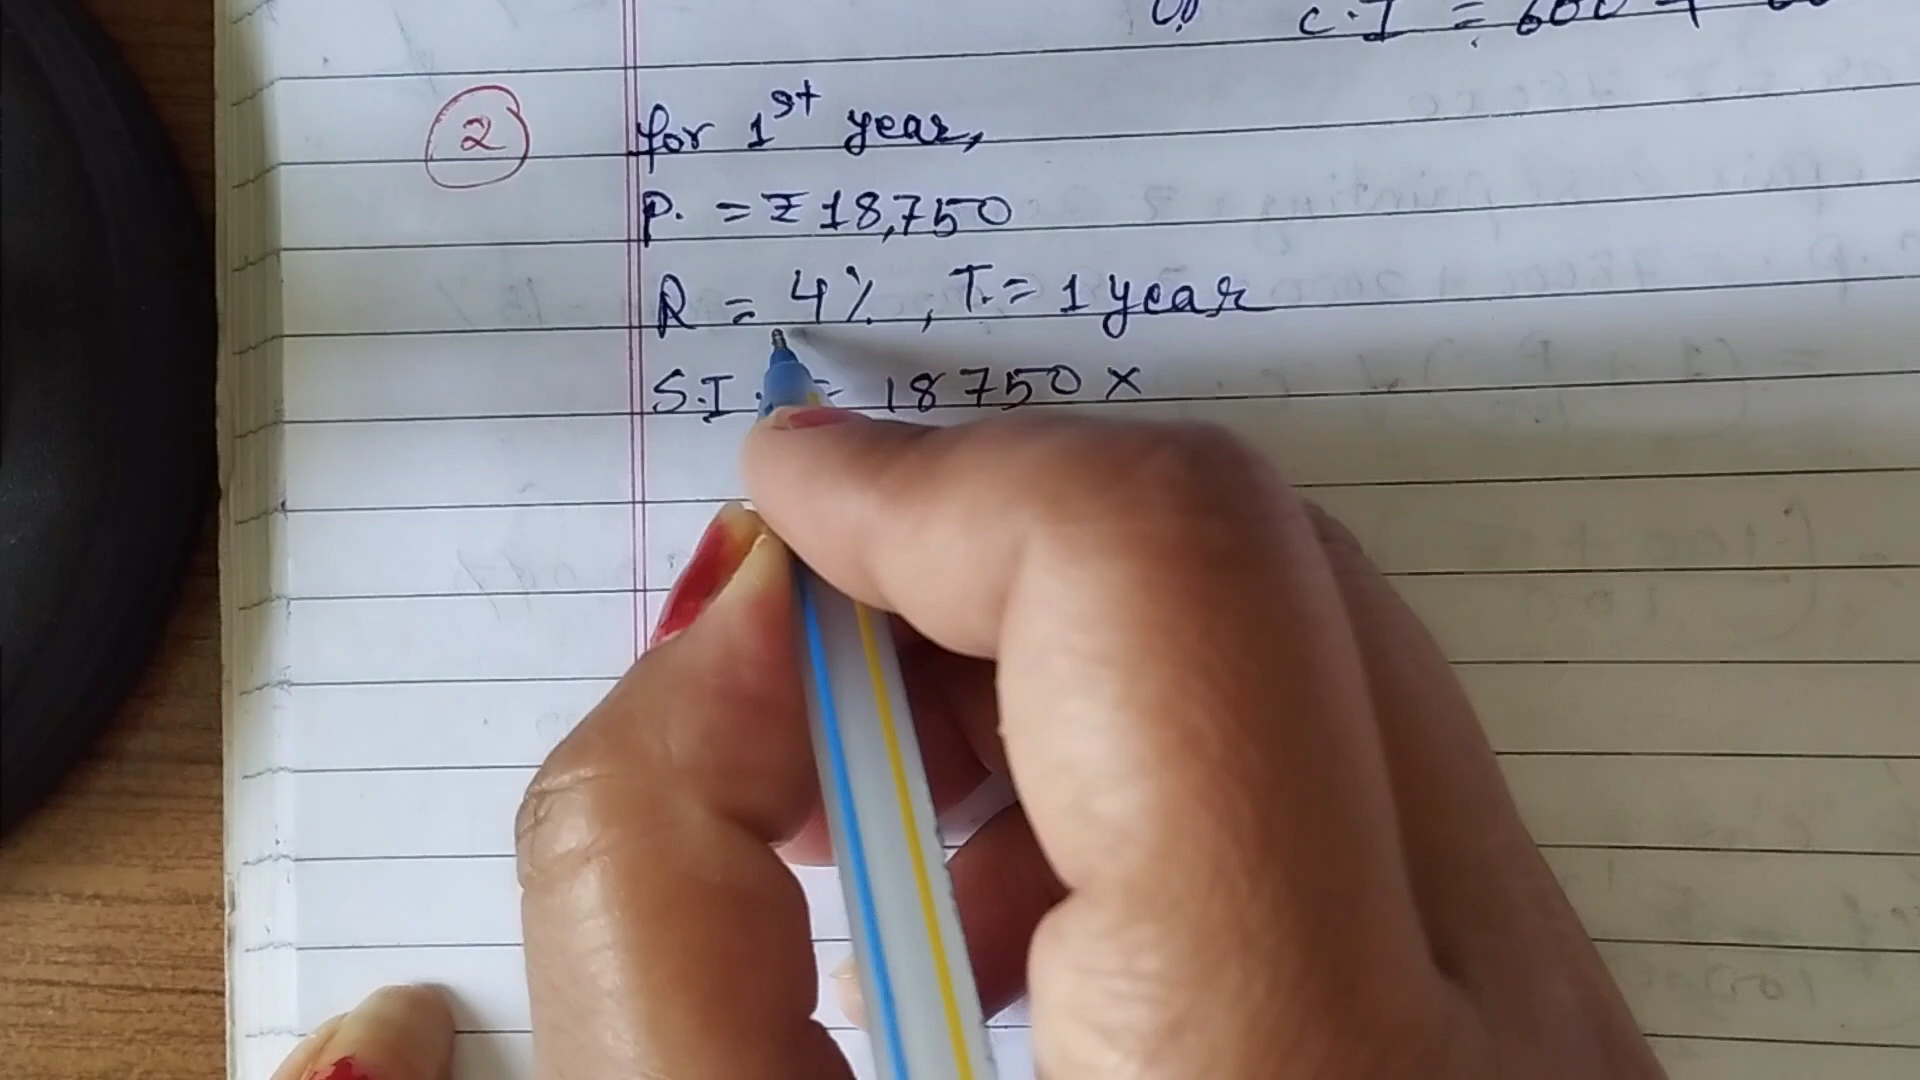 C.I = 600 +
2 for 1st year,
P. = ₹18,750
R = 4%, T. = 1 year
S.I. = 18750 ×